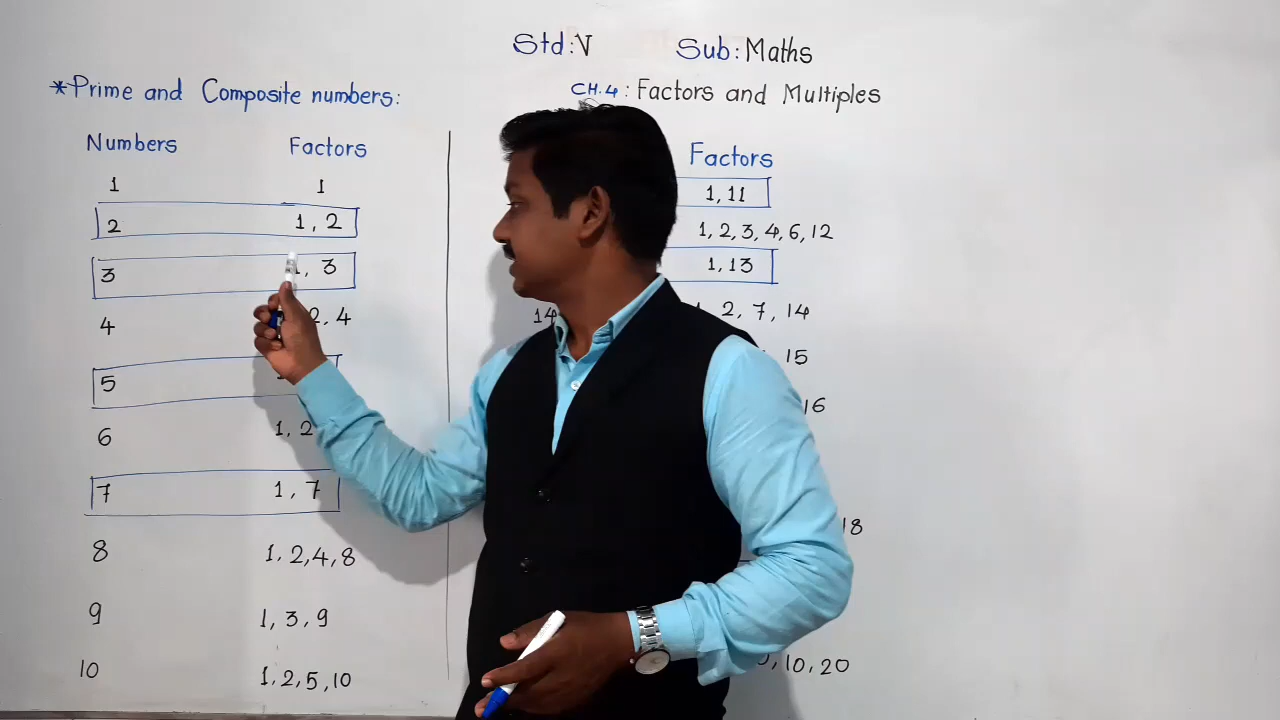 Std: V Sub: Maths
*Prime and Composite numbers:
CH.4: Factors and Multiples
Numbers Factors
1 1
2 1, 2
3 1, 3
4 2, 4
5
6 1, 2
7 1, 7
8 1, 2, 4, 8
9 1, 3, 9
10 1, 2, 5, 10
Factors
1, 11
1, 2, 3, 4, 6, 12
1, 13
14 1, 2, 7, 14
15
16
18
10, 20